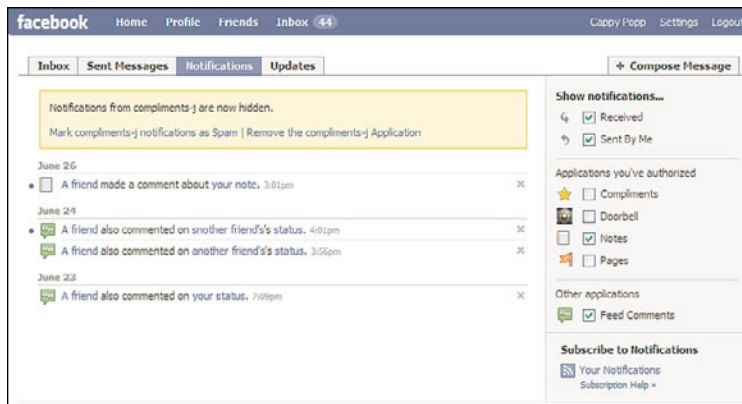 facebook Home Profile Friends Inbox 44 Cappy Popp Settings Logout
Inbox Sent Messages Notifications Updates + Compose Message
Notifications from compliments-j are now hidden.
Mark compliments-j notifications as Spam | Remove the compliments-j Application
June 26
A friend made a comment about your note. 3:01pm
June 24
A friend also commented on snother friend's's status. 4:01pm
A friend also commented on another friend's's status. 3:56pm
June 23
A friend also commented on your status. 7:09pm
Show notifications...
Received
Sent By Me
Applications you've authorized
Compliments
Doorbell
Notes
Pages
Other applications
Feed Comments
Subscribe to Notifications
Your Notifications
Subscription Help »